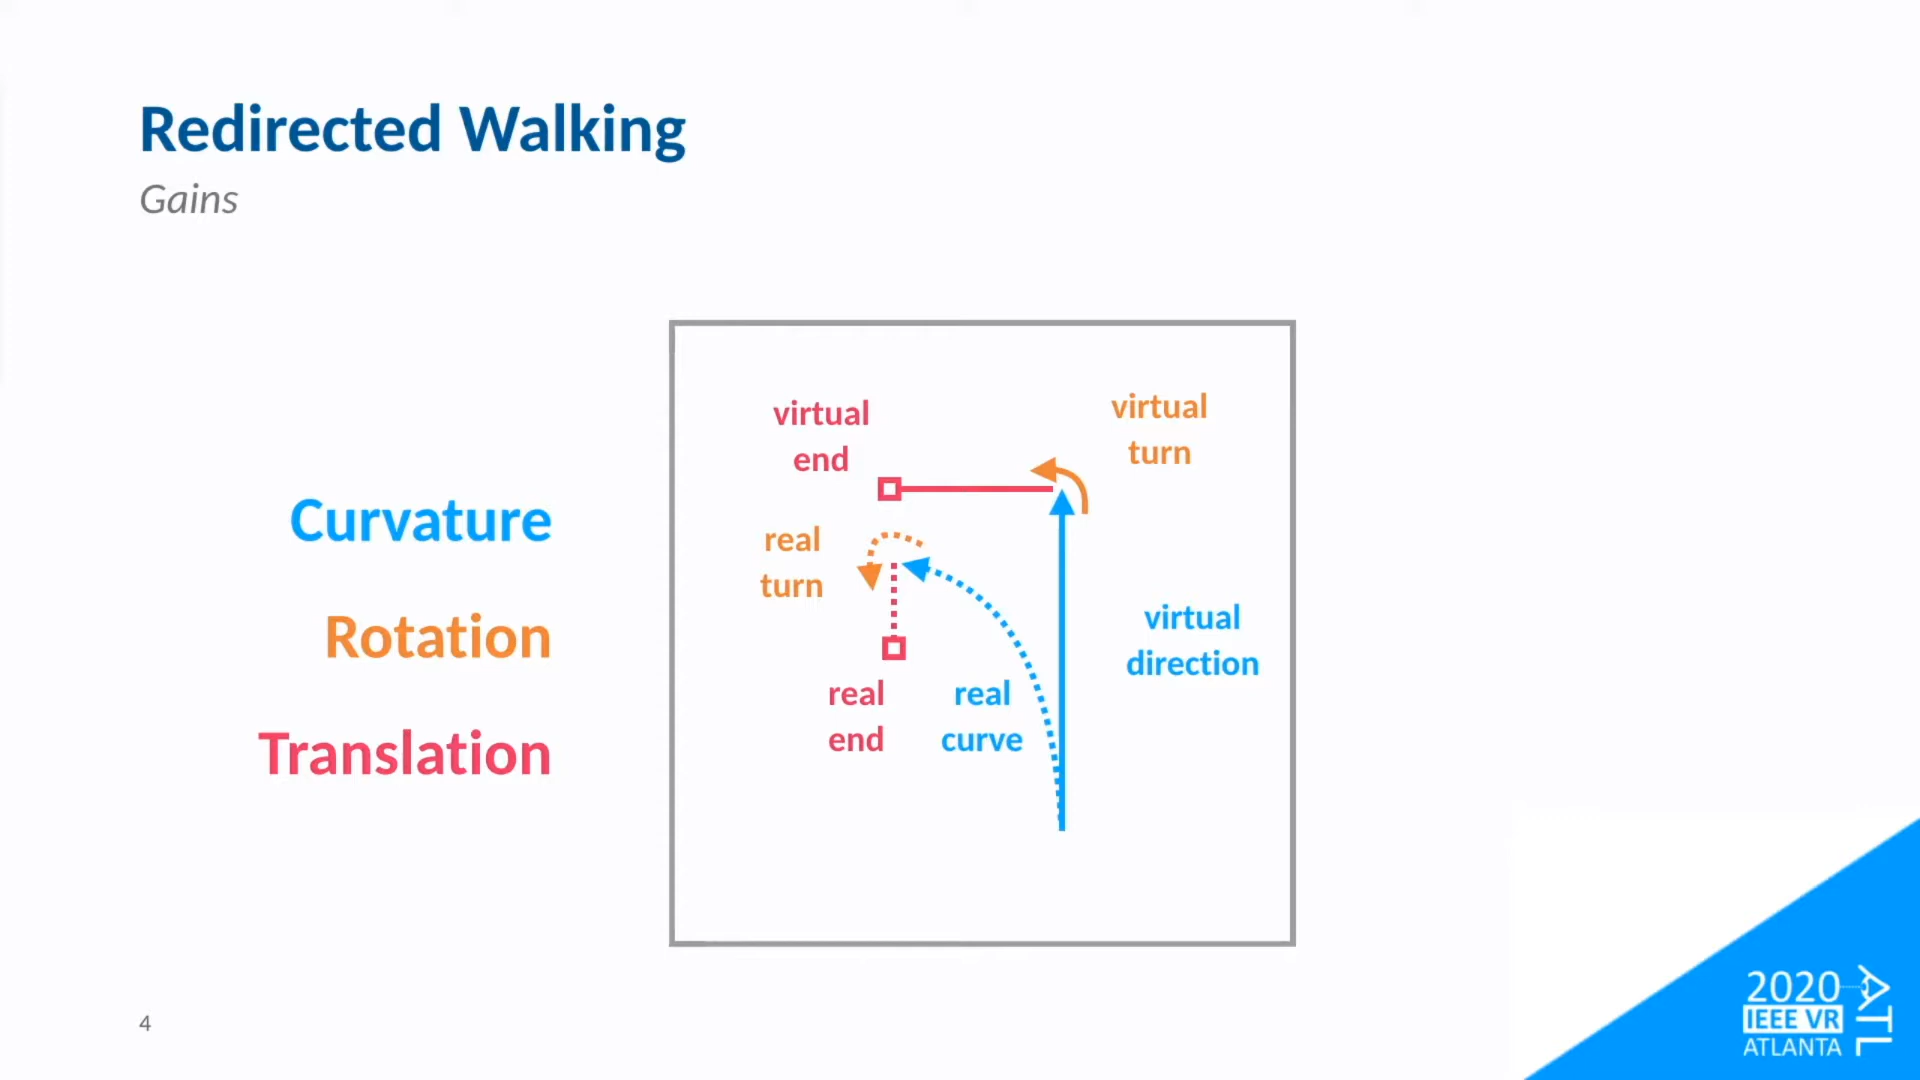 Redirected Walking
Gains
Curvature
Rotation
Translation
virtual
end
virtual
turn
real
turn
virtual
direction
real
end
real
curve
4
2020
IEEE VR
ATLANTA
ATL